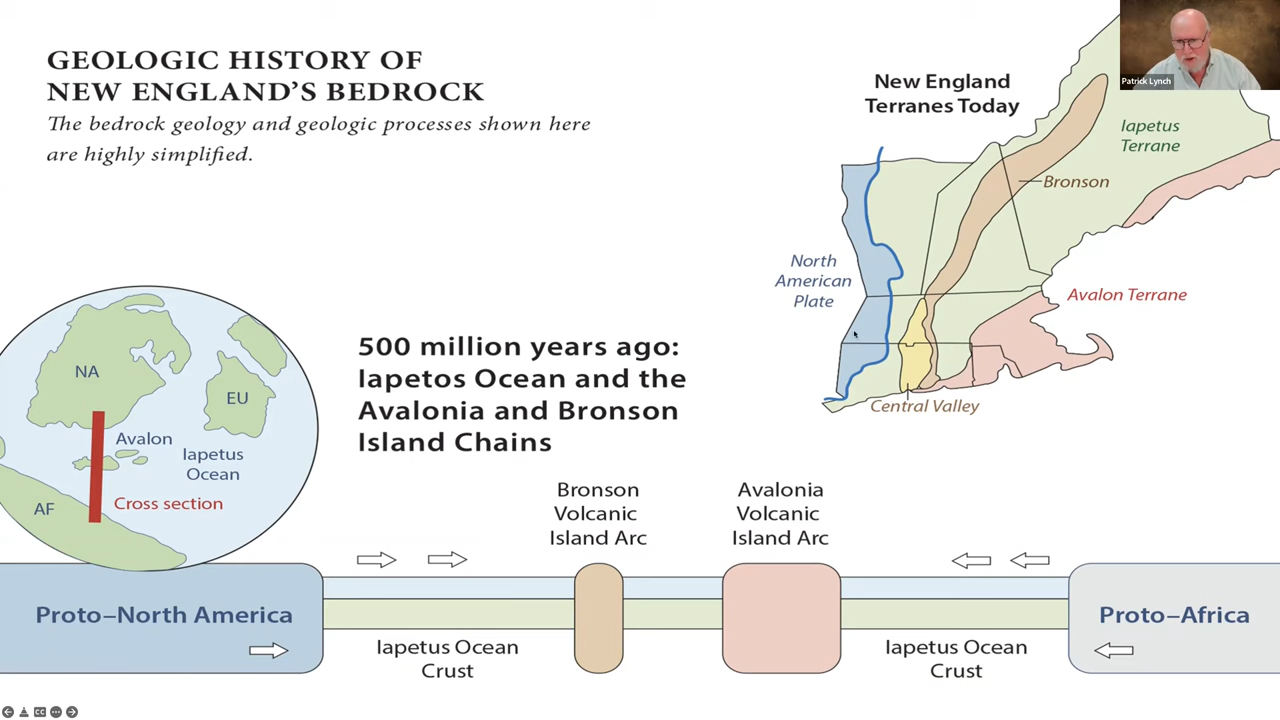 GEOLOGIC HISTORY OF
NEW ENGLAND'S BEDROCK
The bedrock geology and geologic processes shown here
are highly simplified.
New England
Terranes Today
Patrick Lynch
Iapetus
Terrane
Bronson
North
American
Plate
Avalon Terrane
Central Valley
500 million years ago:
Iapetos Ocean and the
Avalonia and Bronson
Island Chains
NA
EU
Avalon
Iapetus
Ocean
AF
Cross section
Bronson
Volcanic
Island Arc
Avalonia
Volcanic
Island Arc
Proto–North America
Iapetus Ocean
Crust
Iapetus Ocean
Crust
Proto–Africa
CC